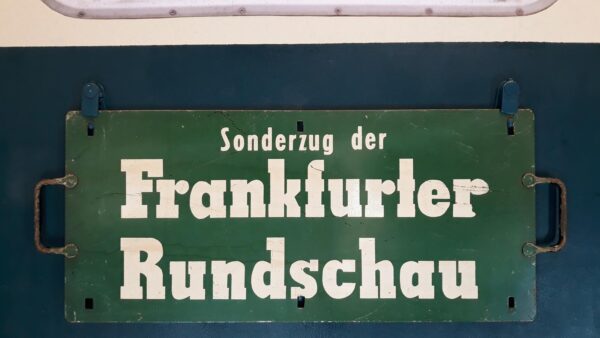 Sonderzug der
Frankfurter
Rundschau